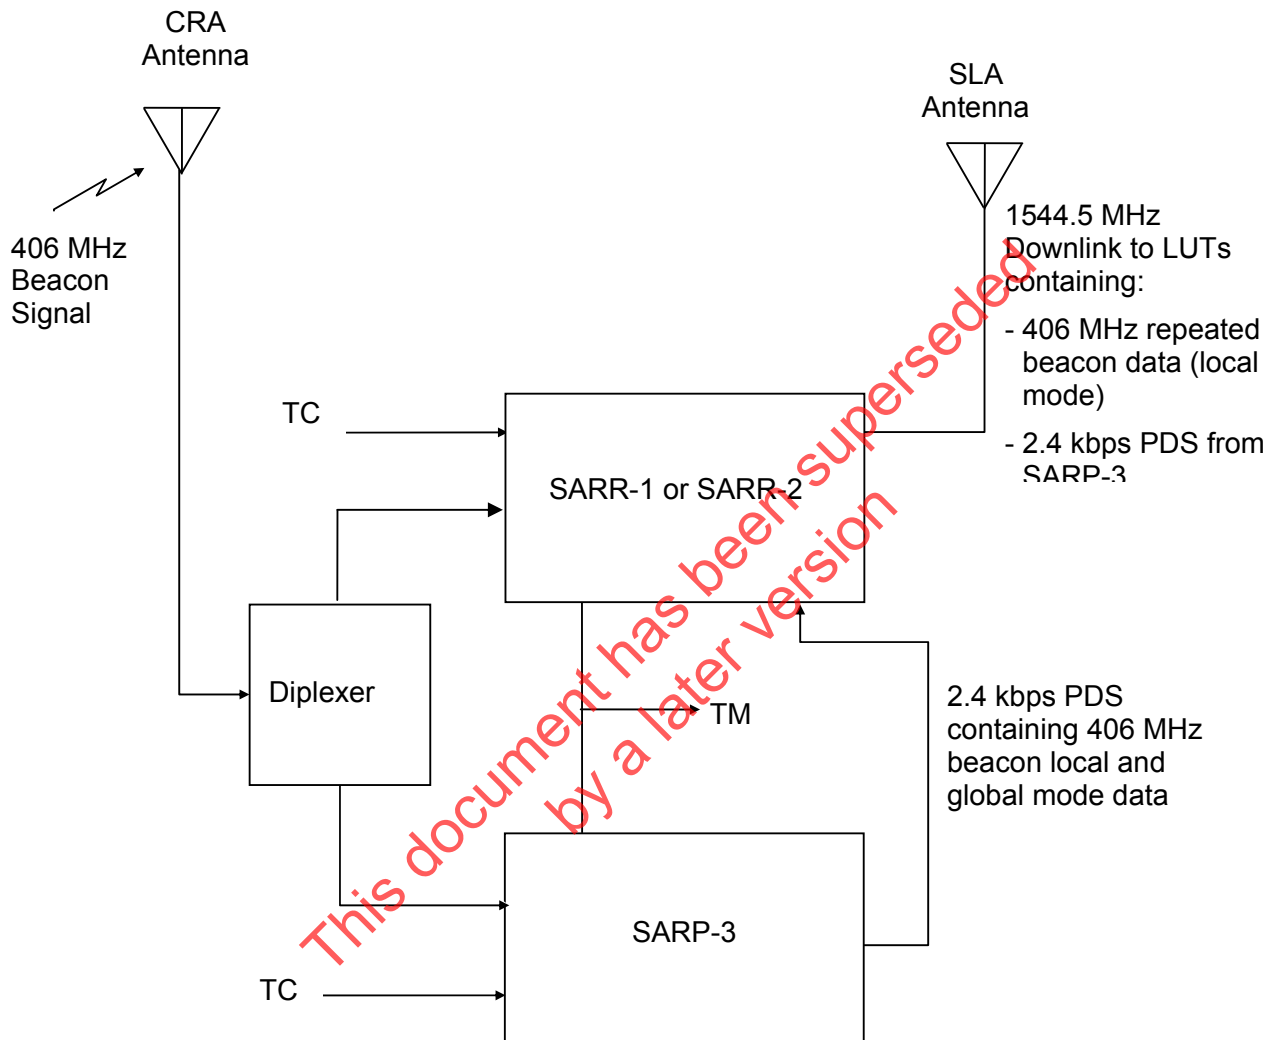 CRA
Antenna
SLA
Antenna
406 MHz
Beacon
Signal
1544.5 MHz
Downlink to LUTs
containing:
- 406 MHz repeated
beacon data (local
mode)
- 2.4 kbps PDS from
SARP-3
TC
SARR-1 or SARR-2
Diplexer
TM
2.4 kbps PDS
containing 406 MHz
beacon local and
global mode data
SARP-3
TC
This document has been superseded
by a later version